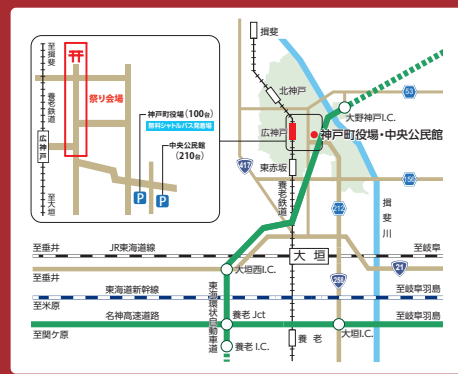 至揖斐
養老鉄道
広神戸
至大垣
祭り会場
神戸町役場(100台)
無料シャトルバス発着場
中央公民館
(210台)
P
P
揖斐
北神戸
広神戸
東赤坂
養老鉄道
53
大野神戸I.C.
神戸町役場・中央公民館
417
156
212
揖斐川
至垂井
JR東海道線
大垣
至岐阜
至垂井
大垣西I.C.
258
21
東海道新幹線
至岐阜羽島
至米原
東海環状自動車道
名神高速道路
養老Jct
至岐阜羽島
至関ケ原
養老I.C.
養老
大垣I.C.